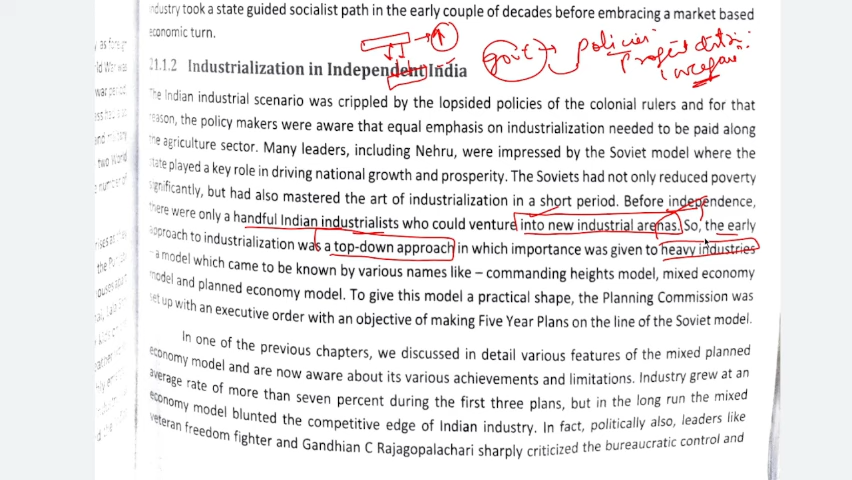 industry took a state guided socialist path in the early couple of decades before embracing a market based
economic turn.
govt policies
21.1.2 Industrialization in Independent India
The Indian industrial scenario was crippled by the lopsided policies of the colonial rulers and for that
reason, the policy makers were aware that equal emphasis on industrialization needed to be paid along
the agriculture sector. Many leaders, including Nehru, were impressed by the Soviet model where the
state played a key role in driving national growth and prosperity. The Soviets had not only reduced poverty
significantly, but had also mastered the art of industrialization in a short period. Before independence,
there were only a handful Indian industrialists who could venture into new industrial arenas. So, the early
approach to industrialization was a top-down approach in which importance was given to heavy industries
– a model which came to be known by various names like – commanding heights model, mixed economy
model and planned economy model. To give this model a practical shape, the Planning Commission was
set up with an executive order with an objective of making Five Year Plans on the line of the Soviet model.
In one of the previous chapters, we discussed in detail various features of the mixed planned
economy model and are now aware about its various achievements and limitations. Industry grew at an
average rate of more than seven percent during the first three plans, but in the long run the mixed
economy model blunted the competitive edge of Indian industry. In fact, politically also, leaders like
veteran freedom fighter and Gandhian C Rajagopalachari sharply criticized the bureaucratic control and